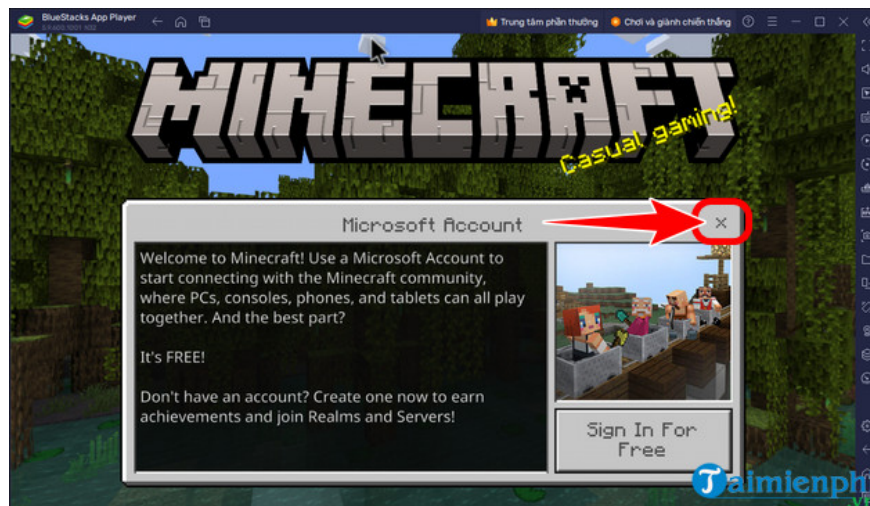 BlueStacks App Player
Trung tâm phần thưởng
Chơi và giành chiến thắng
MINECRAFT
Casual gaming!
Microsoft Account
Welcome to Minecraft! Use a Microsoft Account to
start connecting with the Minecraft community,
where PCs, consoles, phones, and tablets can all play
together. And the best part?
It's FREE!
Don't have an account? Create one now to earn
achievements and join Realms and Servers!
Sign In For
Free
Taimienph